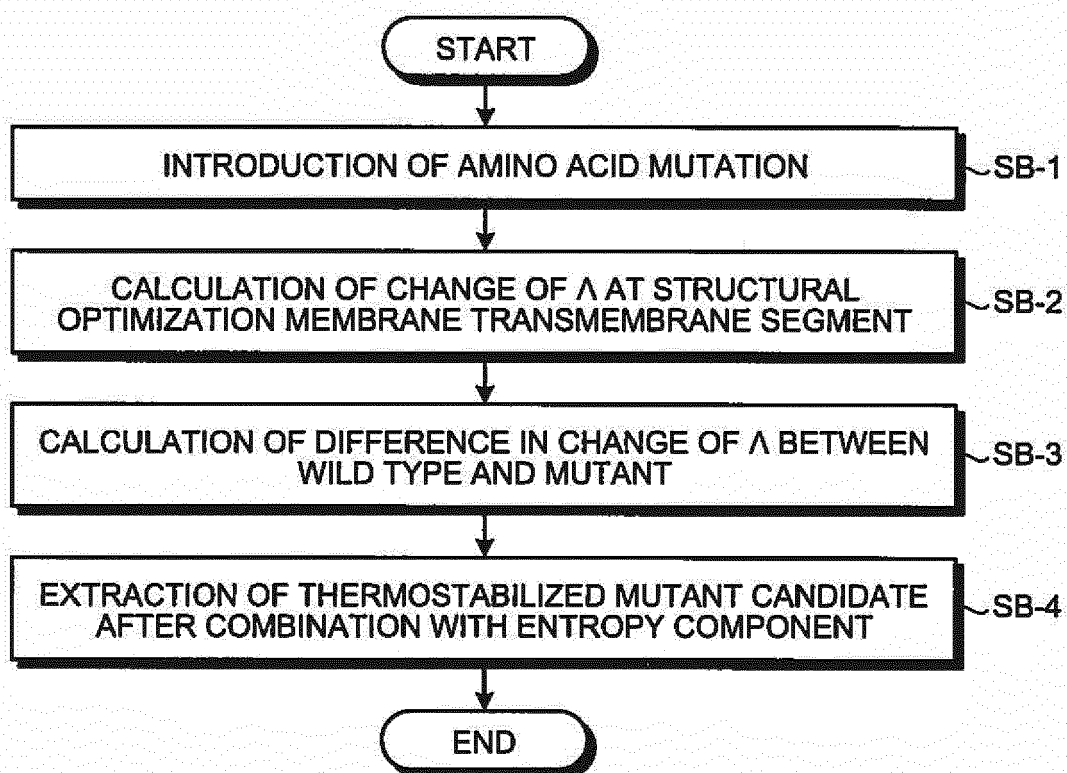 START
INTRODUCTION OF AMINO ACID MUTATION
SB-1
CALCULATION OF CHANGE OF Λ AT STRUCTURAL
OPTIMIZATION MEMBRANE TRANSMEMBRANE SEGMENT
SB-2
CALCULATION OF DIFFERENCE IN CHANGE OF Λ BETWEEN
WILD TYPE AND MUTANT
SB-3
EXTRACTION OF THERMOSTABILIZED MUTANT CANDIDATE
AFTER COMBINATION WITH ENTROPY COMPONENT
SB-4
END